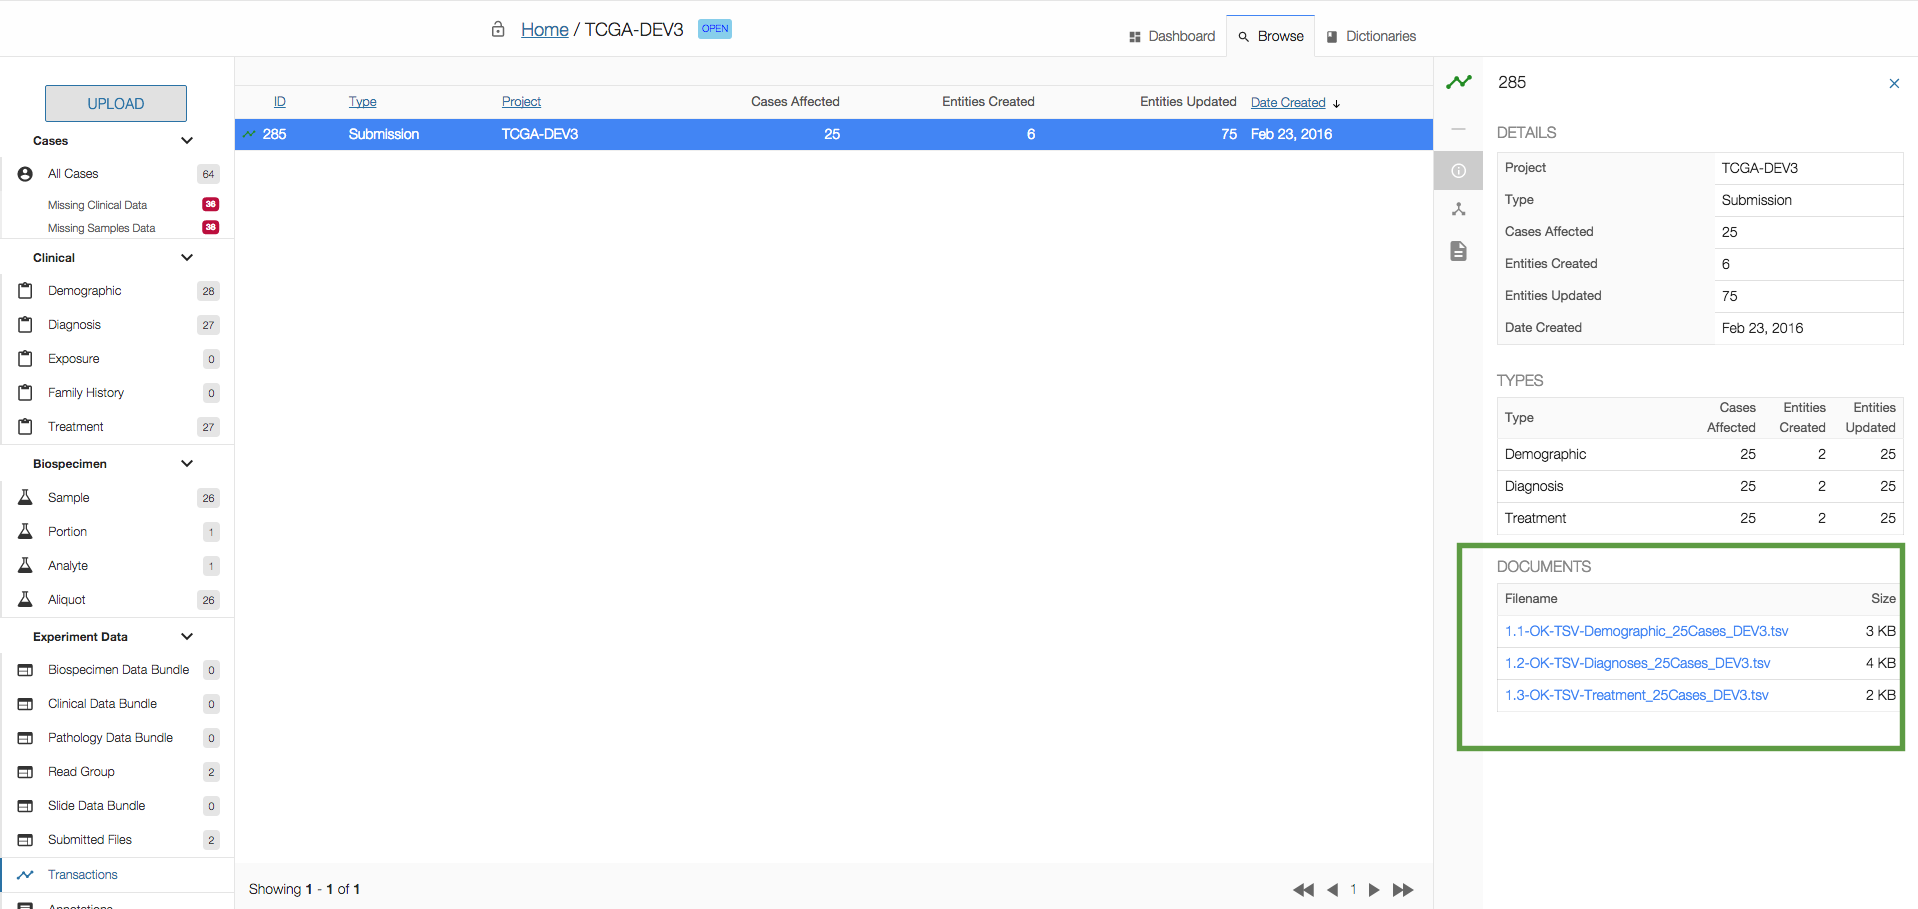 Home / TCGA-DEV3 OPEN
Dashboard Browse Dictionaries
UPLOAD
Cases
All Cases 64
Missing Clinical Data 36
Missing Samples Data 38
Clinical
Demographic 28
Diagnosis 27
Exposure 0
Family History 0
Treatment 27
Biospecimen
Sample 26
Portion 1
Analyte 1
Aliquot 26
Experiment Data
Biospecimen Data Bundle 0
Clinical Data Bundle 0
Pathology Data Bundle 0
Read Group 2
Slide Data Bundle 0
Submitted Files 2
Transactions
Annotations
ID Type Project Cases Affected Entities Created Entities Updated Date Created
285 Submission TCGA-DEV3 25 6 75 Feb 23, 2016
Showing 1 - 1 of 1
1
285
DETAILS
Project TCGA-DEV3
Type Submission
Cases Affected 25
Entities Created 6
Entities Updated 75
Date Created Feb 23, 2016
TYPES
Type Cases Affected Entities Created Entities Updated
Demographic 25 2 25
Diagnosis 25 2 25
Treatment 25 2 25
DOCUMENTS
Filename Size
1.1-OK-TSV-Demographic_25Cases_DEV3.tsv 3 KB
1.2-OK-TSV-Diagnoses_25Cases_DEV3.tsv 4 KB
1.3-OK-TSV-Treatment_25Cases_DEV3.tsv 2 KB